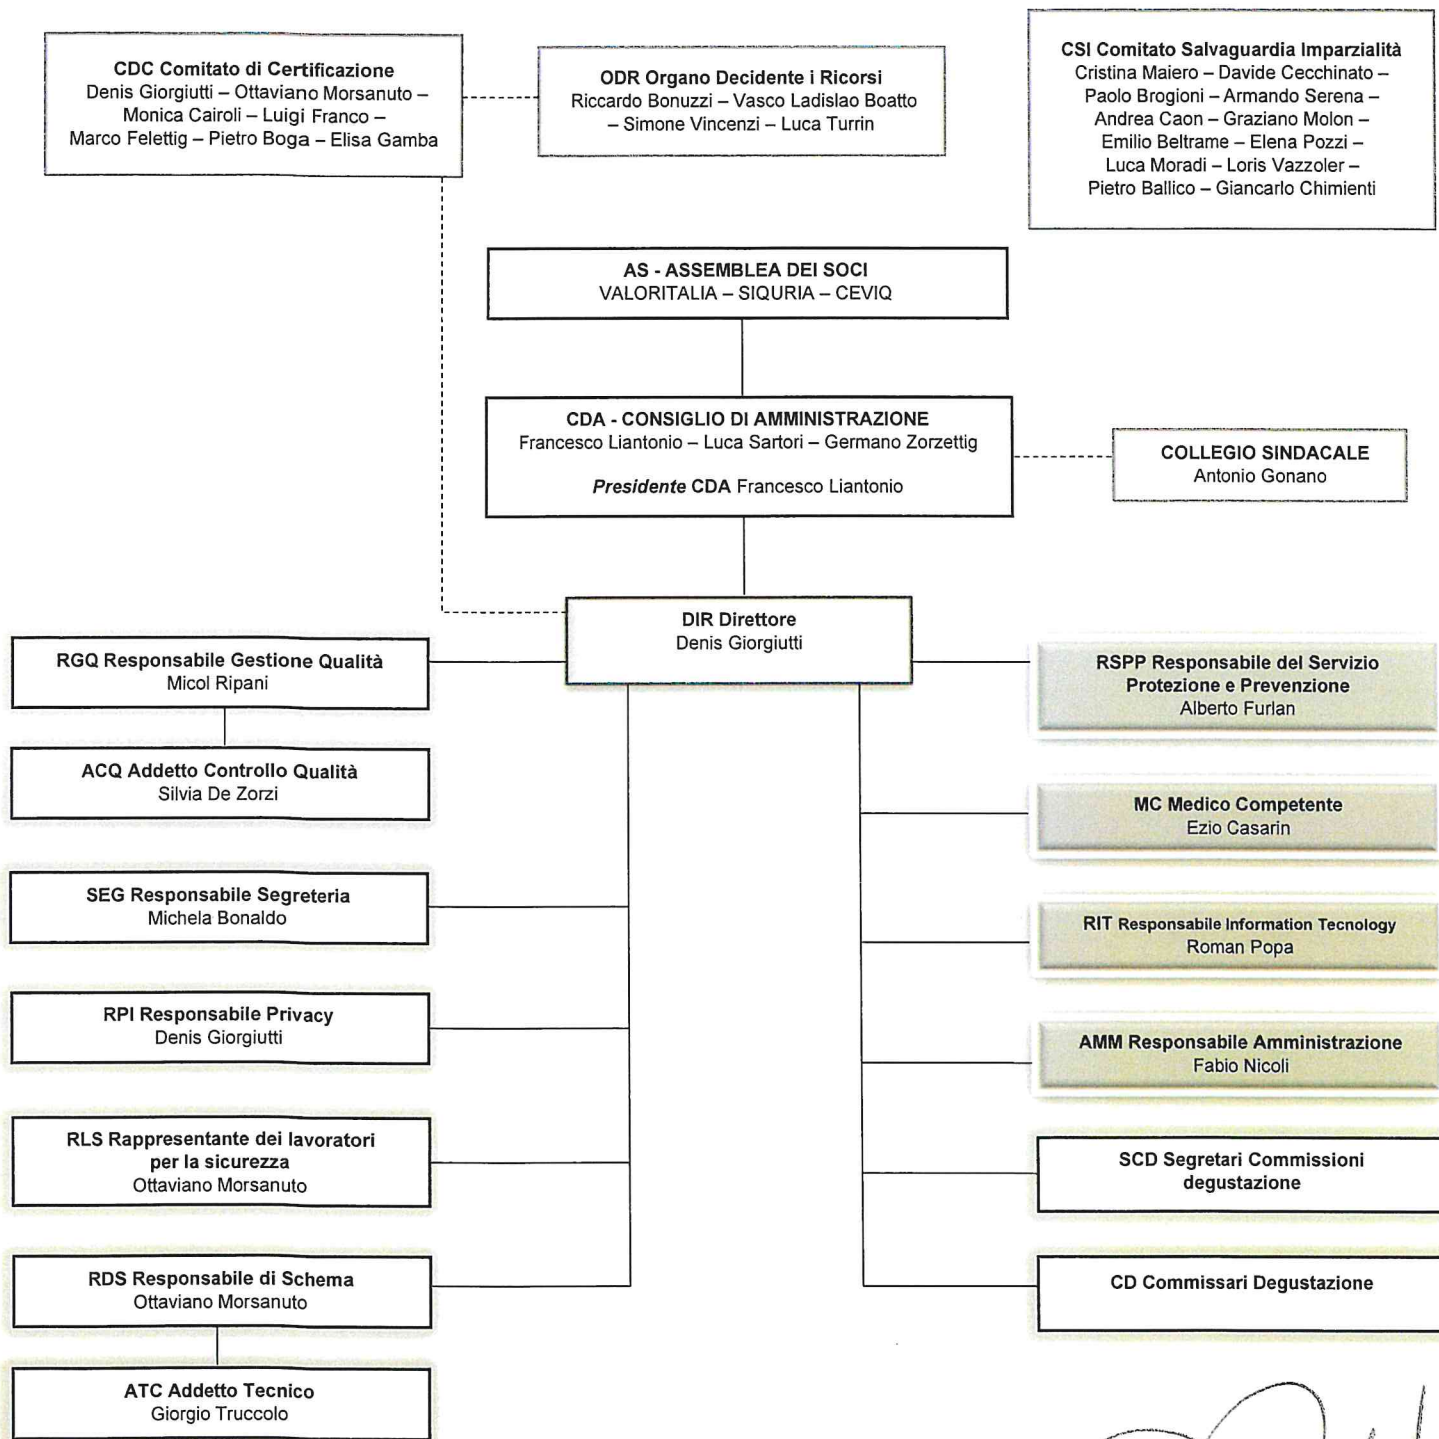 CDC Comitato di Certificazione
Denis Giorgiutti – Ottaviano Morsanuto –
Monica Cairoli – Luigi Franco –
Marco Felettig – Pietro Boga – Elisa Gamba
ODR Organo Decidente i Ricorsi
Riccardo Bonuzzi – Vasco Ladislao Boatto
– Simone Vincenzi – Luca Turrin
CSI Comitato Salvaguardia Imparzialità
Cristina Maiero – Davide Cecchinato –
Paolo Brogioni – Armando Serena –
Andrea Caon – Graziano Molon –
Emilio Beltrame – Elena Pozzi –
Luca Moradi – Loris Vazzoler –
Pietro Ballico – Giancarlo Chimienti
AS - ASSEMBLEA DEI SOCI
VALORITALIA – SIQURIA – CEVIQ
CDA - CONSIGLIO DI AMMINISTRAZIONE
Francesco Liantonio – Luca Sartori – Germano Zorzettig
Presidente CDA Francesco Liantonio
COLLEGIO SINDACALE
Antonio Gonano
DIR Direttore
Denis Giorgiutti
RGQ Responsabile Gestione Qualità
Micol Ripani
ACQ Addetto Controllo Qualità
Silvia De Zorzi
SEG Responsabile Segreteria
Michela Bonaldo
RPI Responsabile Privacy
Denis Giorgiutti
RLS Rappresentante dei lavoratori
per la sicurezza
Ottaviano Morsanuto
RDS Responsabile di Schema
Ottaviano Morsanuto
ATC Addetto Tecnico
Giorgio Truccolo
RSPP Responsabile del Servizio
Protezione e Prevenzione
Alberto Furlan
MC Medico Competente
Ezio Casarin
RIT Responsabile Information Tecnology
Roman Popa
AMM Responsabile Amministrazione
Fabio Nicoli
SCD Segretari Commissioni
degustazione
CD Commissari Degustazione